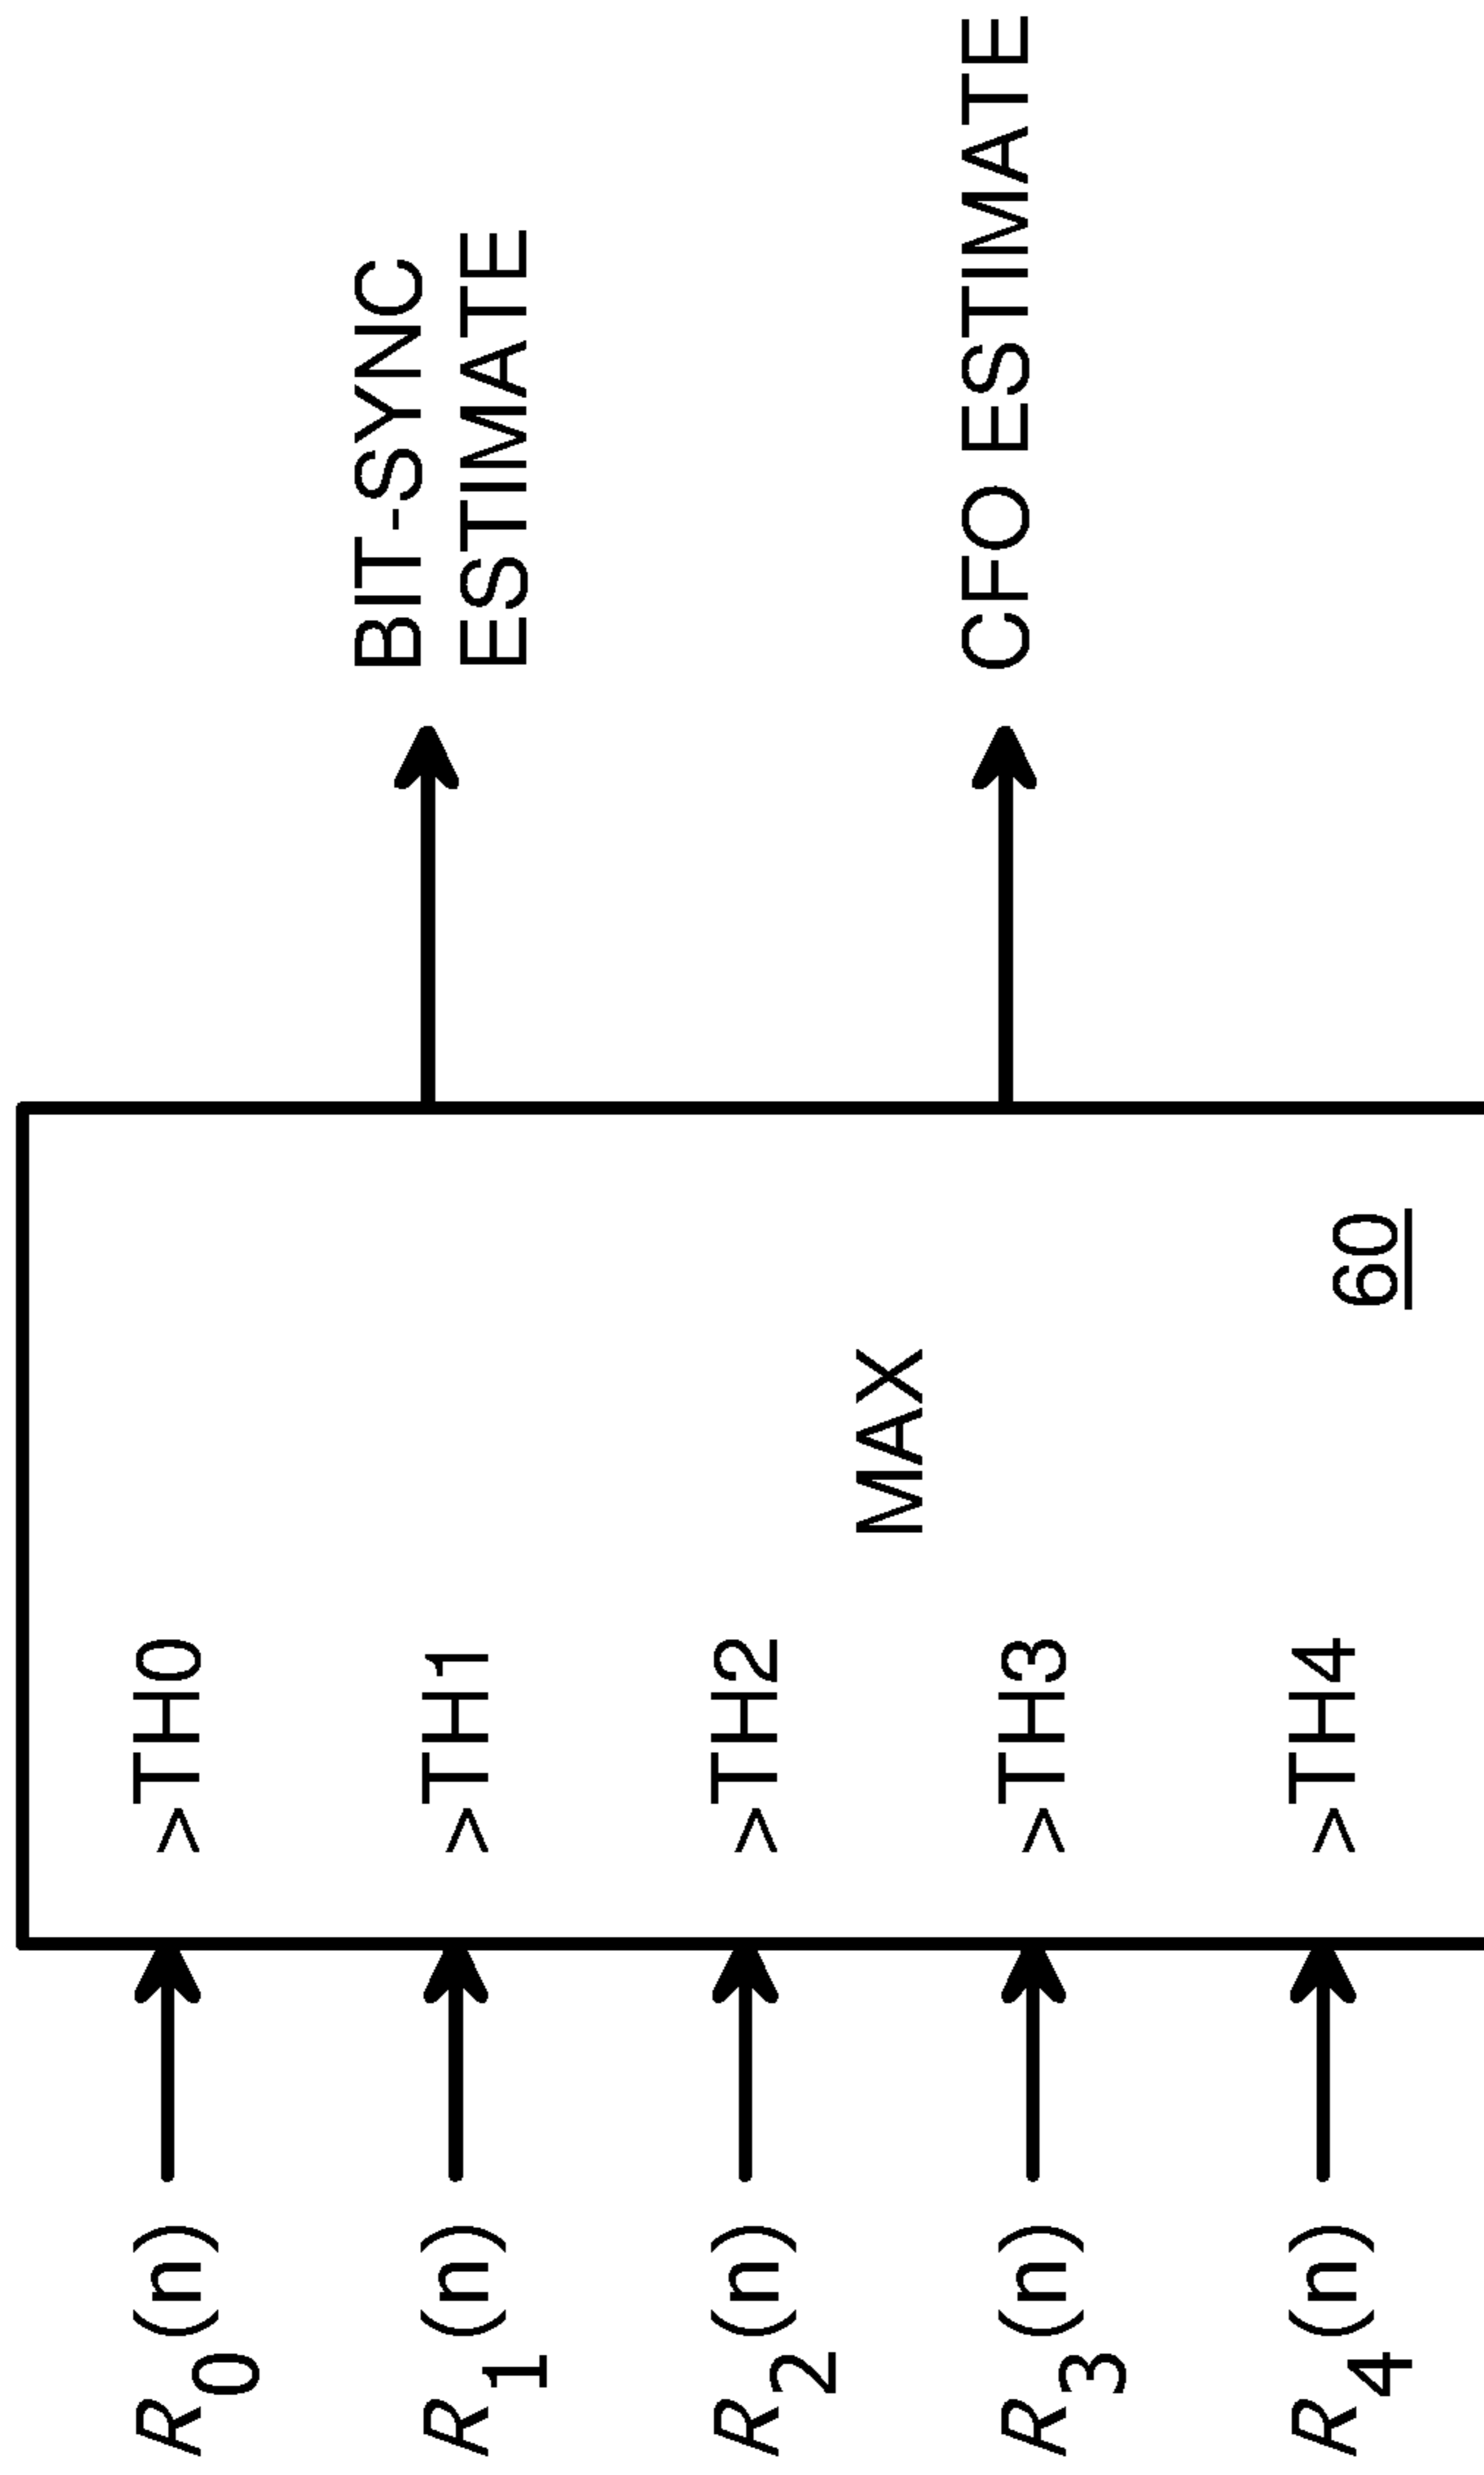 R0(n)
>TH0
R1(n)
>TH1
R2(n)
>TH2
R3(n)
>TH3
R4(n)
>TH4
MAX
60
BIT-SYNC
ESTIMATE
CFO ESTIMATE